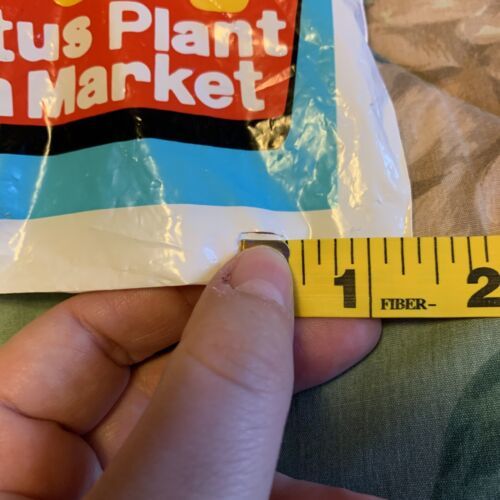 tus Plant
n Market
1 FIBER- 2